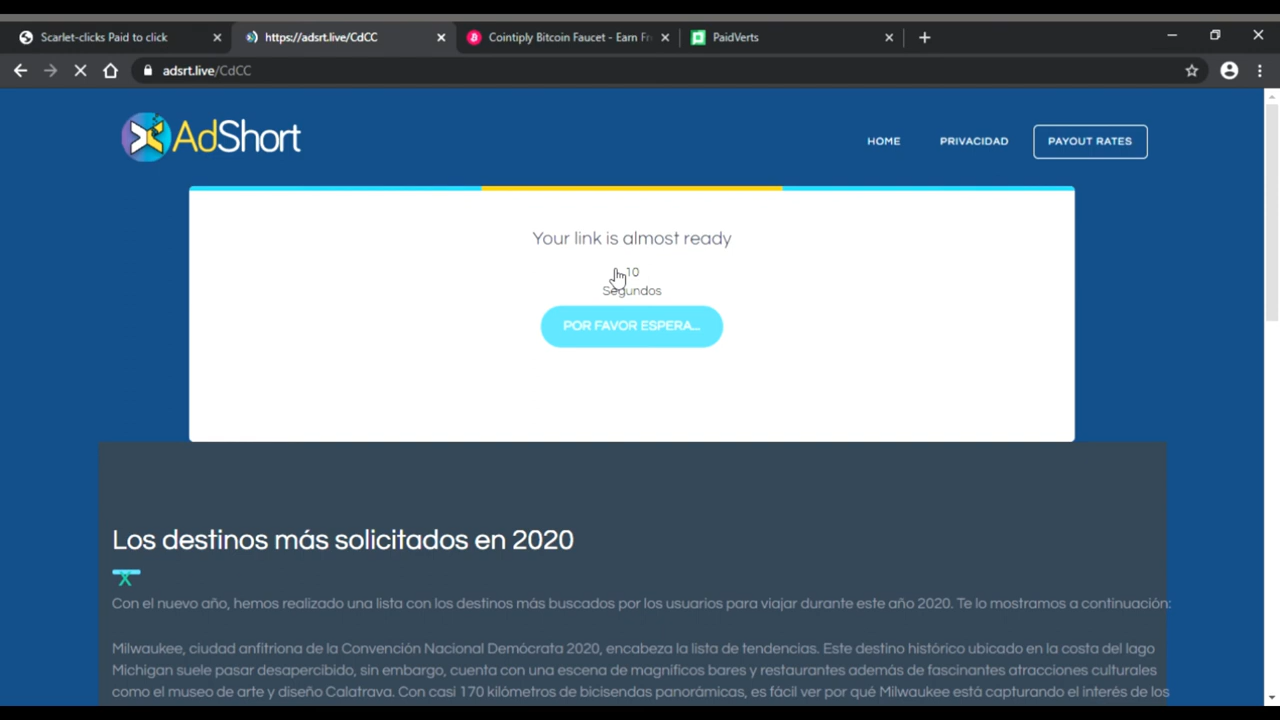 Scarlet-clicks Paid to click
https://adsrt.live/CdCC
Cointiply Bitcoin Faucet - Earn Fr
PaidVerts
adsrt.live/CdCC
AdShort
HOME
PRIVACIDAD
PAYOUT RATES
Your link is almost ready
10
Segundos
POR FAVOR ESPERA...
Los destinos más solicitados en 2020
Con el nuevo año, hemos realizado una lista con los destinos más buscados por los usuarios para viajar durante este año 2020. Te lo mostramos a continuación:
Milwaukee, ciudad anfitriona de la Convención Nacional Demócrata 2020, encabeza la lista de tendencias. Este destino histórico ubicado en la costa del lago
Michigan suele pasar desapercibido, sin embargo, cuenta con una escena de magníficos bares y restaurantes además de fascinantes atracciones culturales
como el museo de arte y diseño Calatrava. Con casi 170 kilómetros de bicisendas panorámicas, es fácil ver por qué Milwaukee está capturando el interés de los